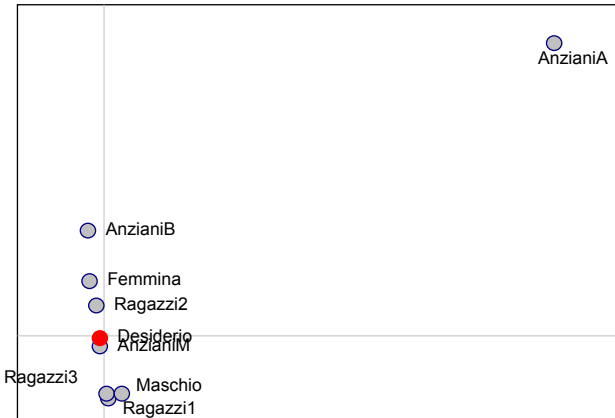 AnzianiA
AnzianiB
Femmina
Ragazzi2
Desiderio
AnzianiM
Ragazzi3
Maschio
Ragazzi1